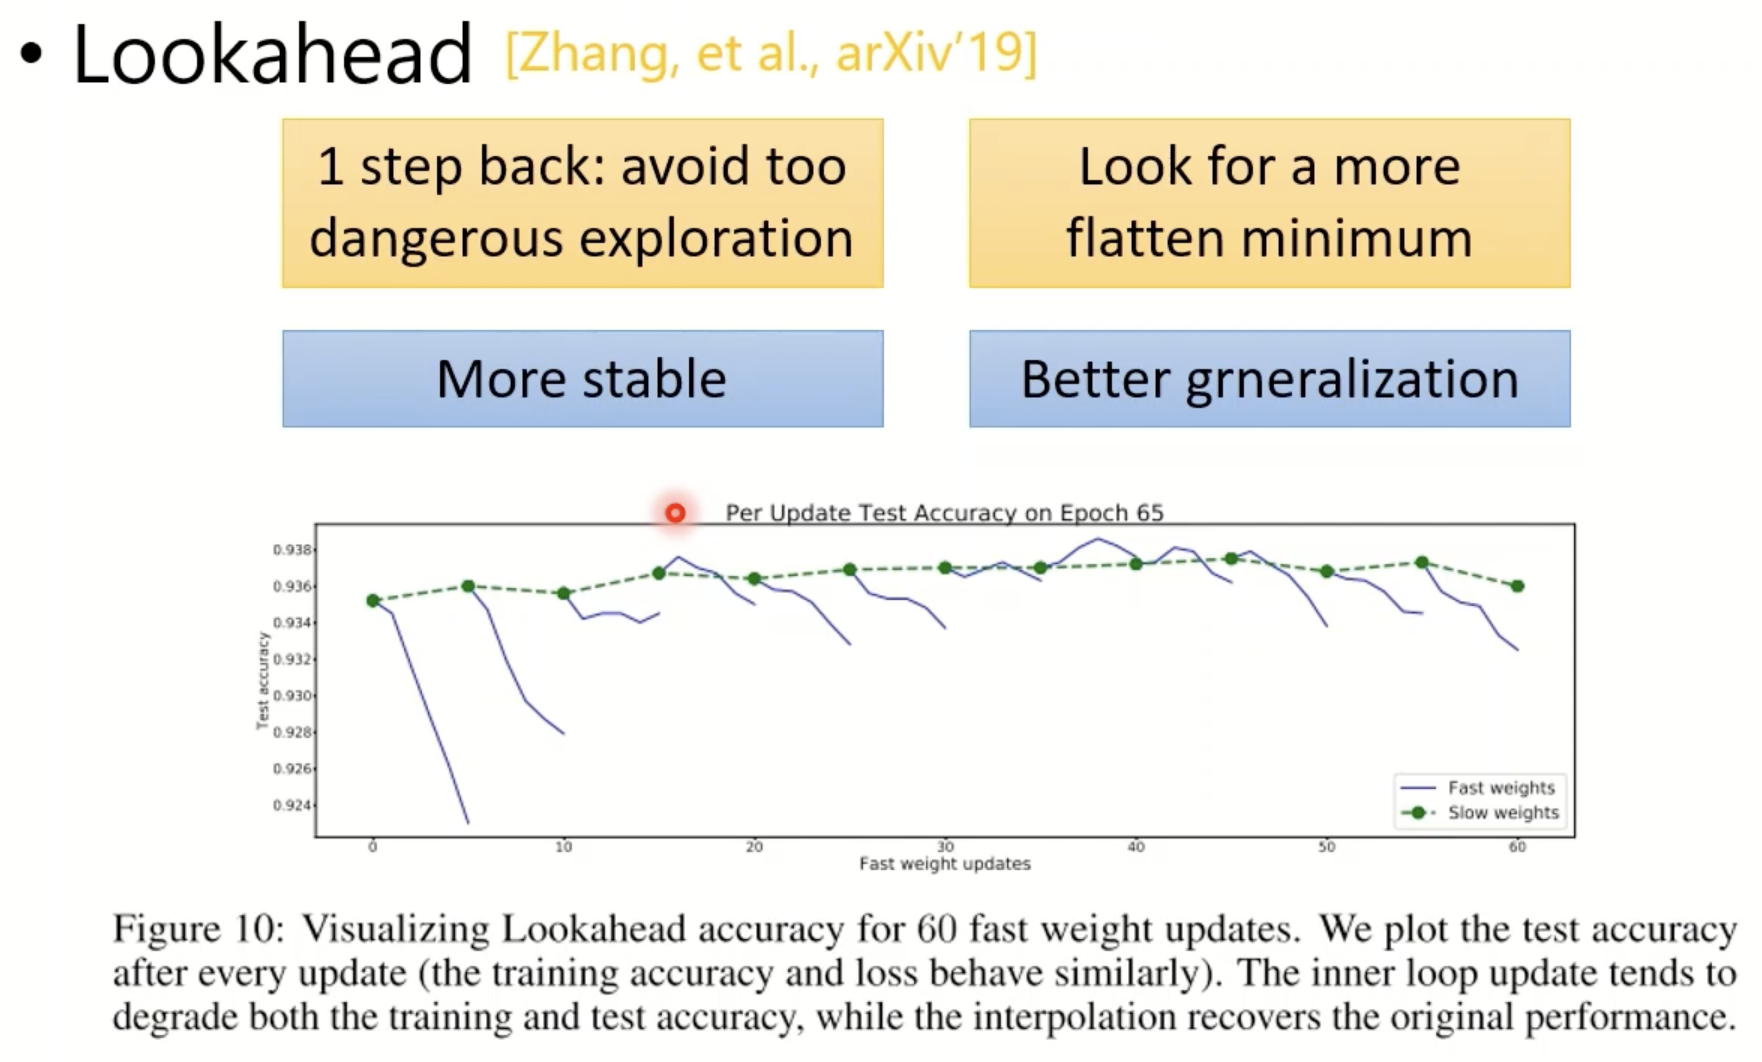 • Lookahead [Zhang, et al., arXiv'19]
1 step back: avoid too
dangerous exploration
Look for a more
flatten minimum
More stable
Better grneralization
Per Update Test Accuracy on Epoch 65
Test accuracy
0.938
0.936
0.934
0.932
0.930
0.928
0.926
0.924
0 10 20 30 40 50 60
Fast weight updates
Fast weights
Slow weights
Figure 10: Visualizing Lookahead accuracy for 60 fast weight updates. We plot the test accuracy
after every update (the training accuracy and loss behave similarly). The inner loop update tends to
degrade both the training and test accuracy, while the interpolation recovers the original performance.